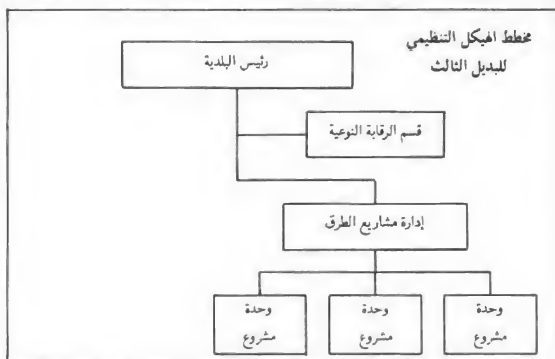 مخطط الهيكل التنظيمي
للبديل الثالث
رئيس البلدية
قسم الرقابة النوعية
إدارة مشاريع الطرق
وحدة
مشروع
وحدة
مشروع
وحدة
مشروع